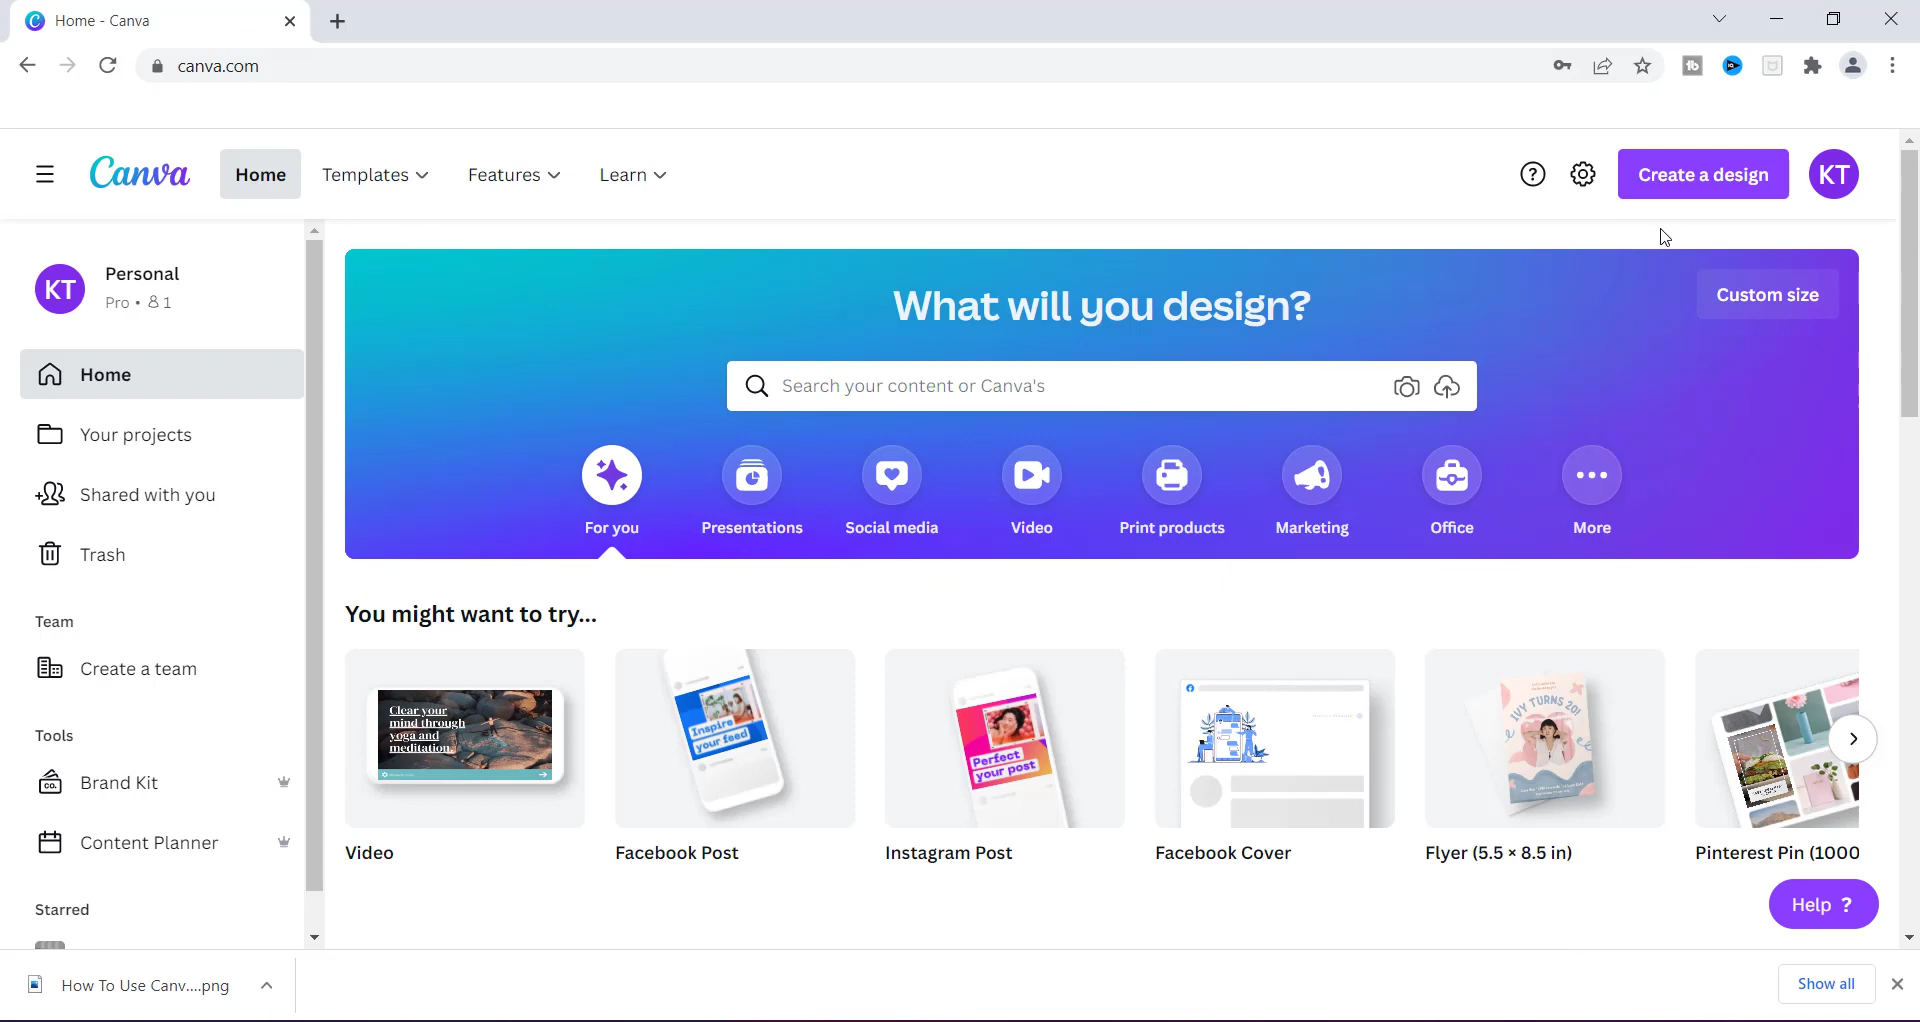 Home - Canva
canva.com
Canva
Home
Templates
Features
Learn
Create a design
KT
KT
Personal
Pro • 1
Home
Your projects
Shared with you
Trash
Team
Create a team
Tools
CO.
Brand Kit
Content Planner
Starred
What will you design?
Custom size
Search your content or Canva's
For you
Presentations
Social media
Video
Print products
Marketing
Office
More
You might want to try...
Clear your
mind through
yoga and
meditation.
Inspire
your feed
Perfect
your post
IVY TURNS 20!
Video
Facebook Post
Instagram Post
Facebook Cover
Flyer (5.5 × 8.5 in)
Pinterest Pin (1000
Help ?
How To Use Canv....png
Show all